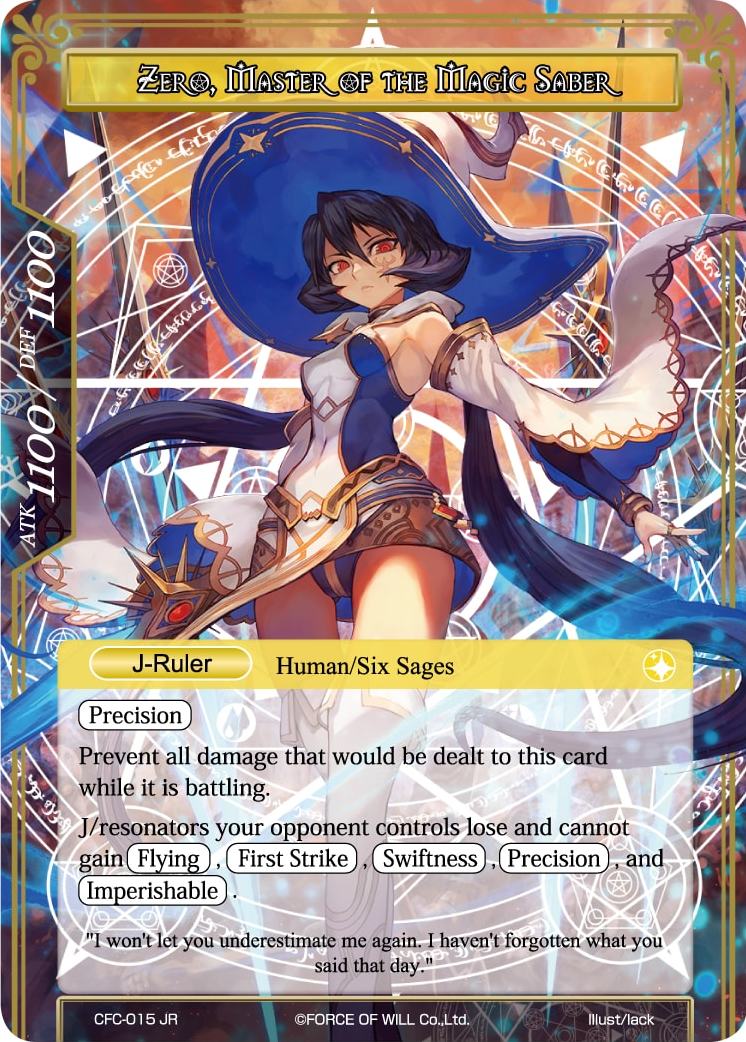 Zero, Master of the Magic Saber
ATK 1100 / DEF 1100
J-Ruler Human/Six Sages
Precision
Prevent all damage that would be dealt to this card
while it is battling.
J/resonators your opponent controls lose and cannot
gain Flying , First Strike , Swiftness , Precision , and
Imperishable .
"I won't let you underestimate me again. I haven't forgotten what you
said that day."
CFC-015 JR ©FORCE OF WILL Co.,Ltd. Illust/lack